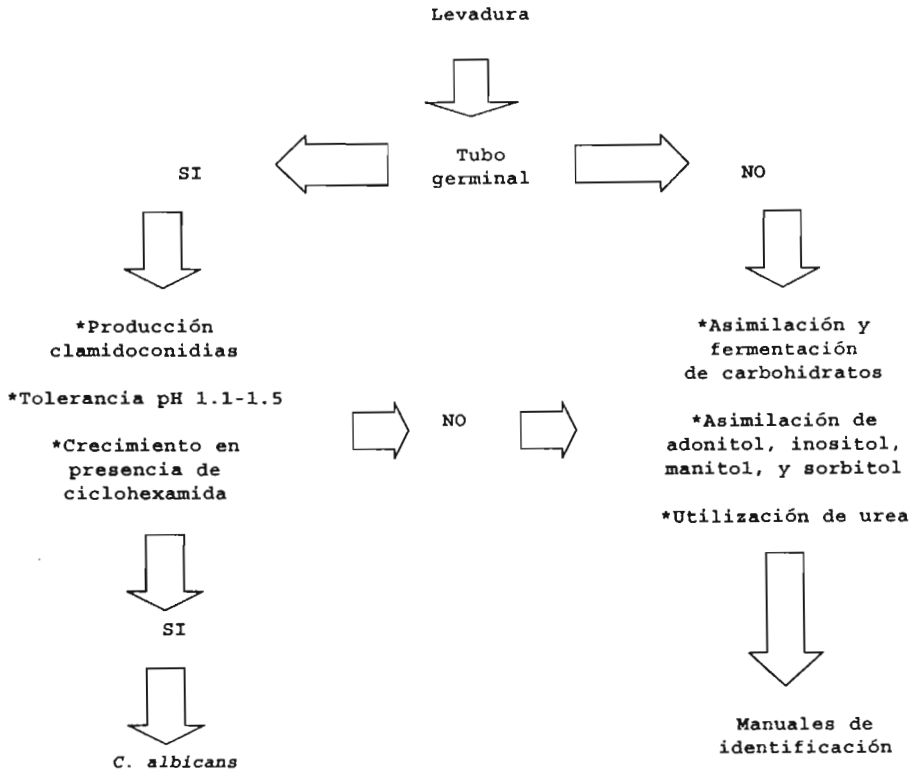 Levadura
Tubo
germinal
SI
NO
*Producción
clamidoconidias
*Tolerancia pH 1.1-1.5
*Crecimiento en
presencia de
ciclohexamida
NO
*Asimilación y
fermentación
de carbohidratos
*Asimilación de
adonitol, inositol,
manitol, y sorbitol
*Utilización de urea
SI
C. albicans
Manuales de
identificación